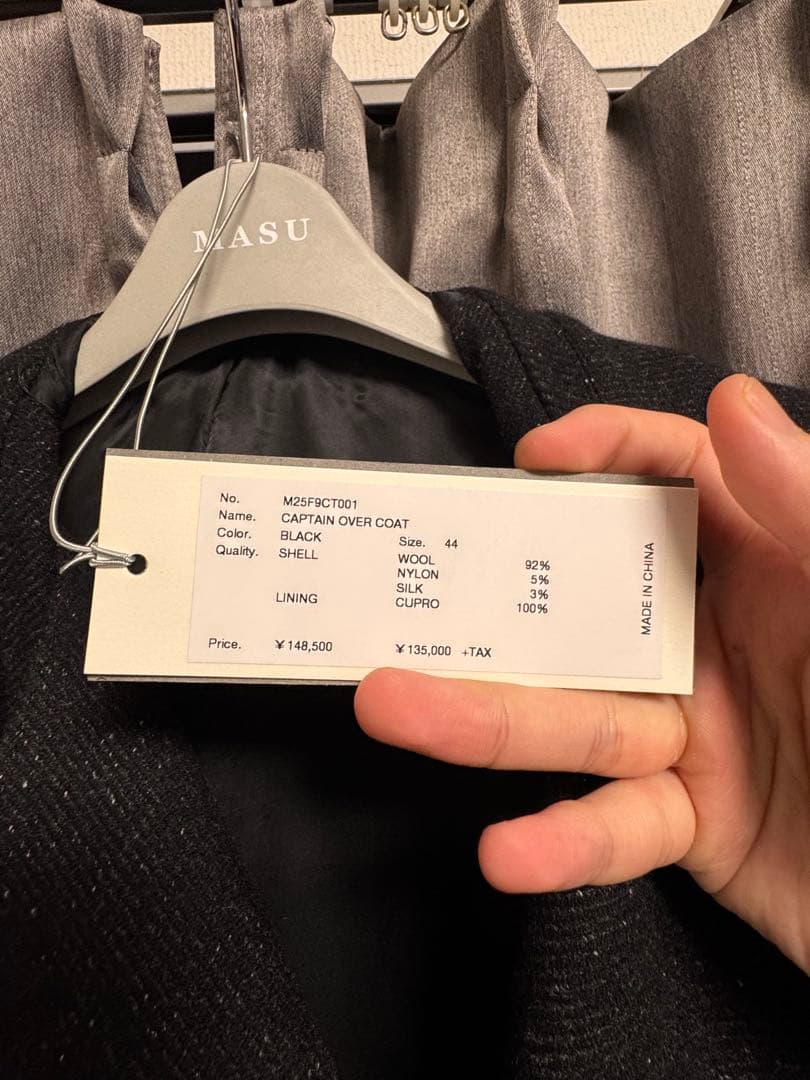 MASU
No. M25F9CT001
Name. CAPTAIN OVER COAT
Color. BLACK Size. 44
Quality. SHELL WOOL 92%
NYLON 5%
SILK 3%
LINING CUPRO 100%
Price. ¥148,500 ¥135,000 +TAX
MADE IN CHINA